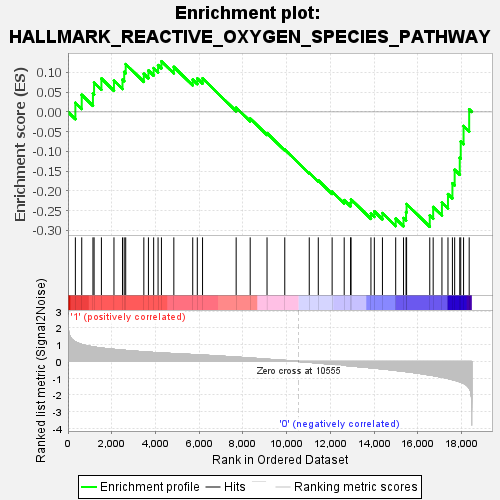 Enrichment plot:
HALLMARK_REACTIVE_OXYGEN_SPECIES_PATHWAY
Enrichment score (ES)
0.10
0.05
0.00
-0.05
-0.10
-0.15
-0.20
-0.25
-0.30
'1' (positively correlated)
Ranked list metric (Signal2Noise)
3
2
1
0
-1
-2
-3
-4
Zero cross at 10555
'0' (negatively correlated)
0
2,000
4,000
6,000
8,000
10,000
12,000
14,000
16,000
18,000
Rank in Ordered Dataset
Enrichment profile
Hits
Ranking metric scores